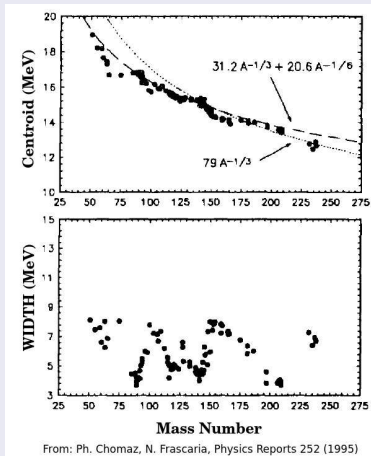 Centroid (MeV)
20
18
16
14
12
10
31.2 A⁻¹/³ + 20.6 A⁻¹/⁶
79 A⁻¹/³
25 50 75 100 125 150 175 200 225 250 275
WIDTH (MeV)
15
13
11
9
7
5
3
25 50 75 100 125 150 175 200 225 250 275
Mass Number
From: Ph. Chomaz, N. Frascaria, Physics Reports 252 (1995)